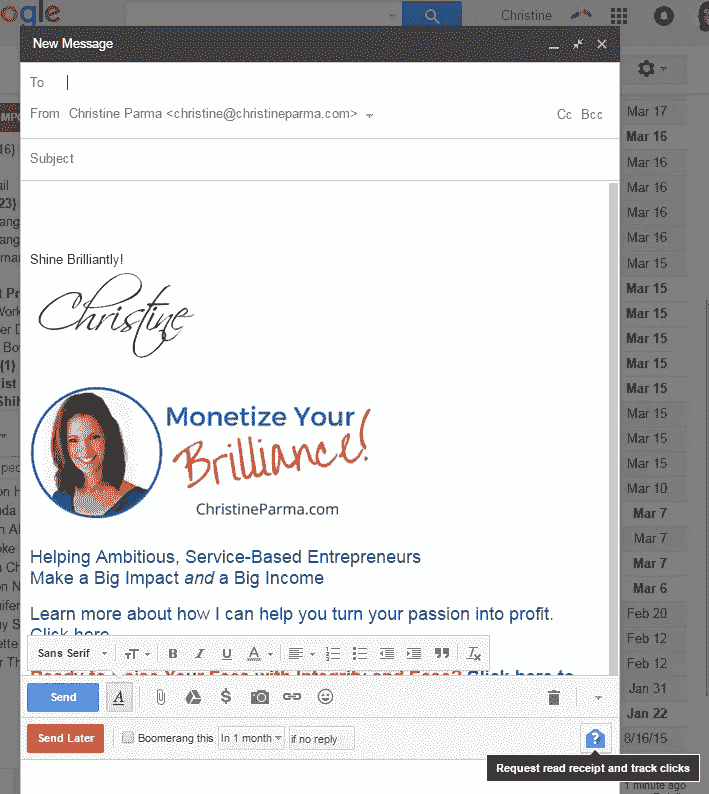 ogle
Christine
New Message
To
From Christine Parma <christine@christineparma.com>
Cc Bcc
Subject
Shine Brilliantly!
Christine
Monetize Your
Brilliance!
ChristineParma.com
Helping Ambitious, Service-Based Entrepreneurs
Make a Big Impact and a Big Income
Learn more about how I can help you turn your passion into profit.
Click here
Sans Serif
Ready to Raise Your Fees with Integrity and Ease? Click here to
Send
Send Later
Boomerang this
In 1 month
if no reply
Request read receipt and track clicks
Mar 17
Mar 16
Mar 16
Mar 16
Mar 16
Mar 16
Mar 15
Mar 15
Mar 15
Mar 15
Mar 15
Mar 15
Mar 15
Mar 15
Mar 15
Mar 10
Mar 7
Mar 7
Mar 7
Mar 6
Feb 20
Feb 12
Feb 12
Jan 31
Jan 22
8/16/15
1 minute ago